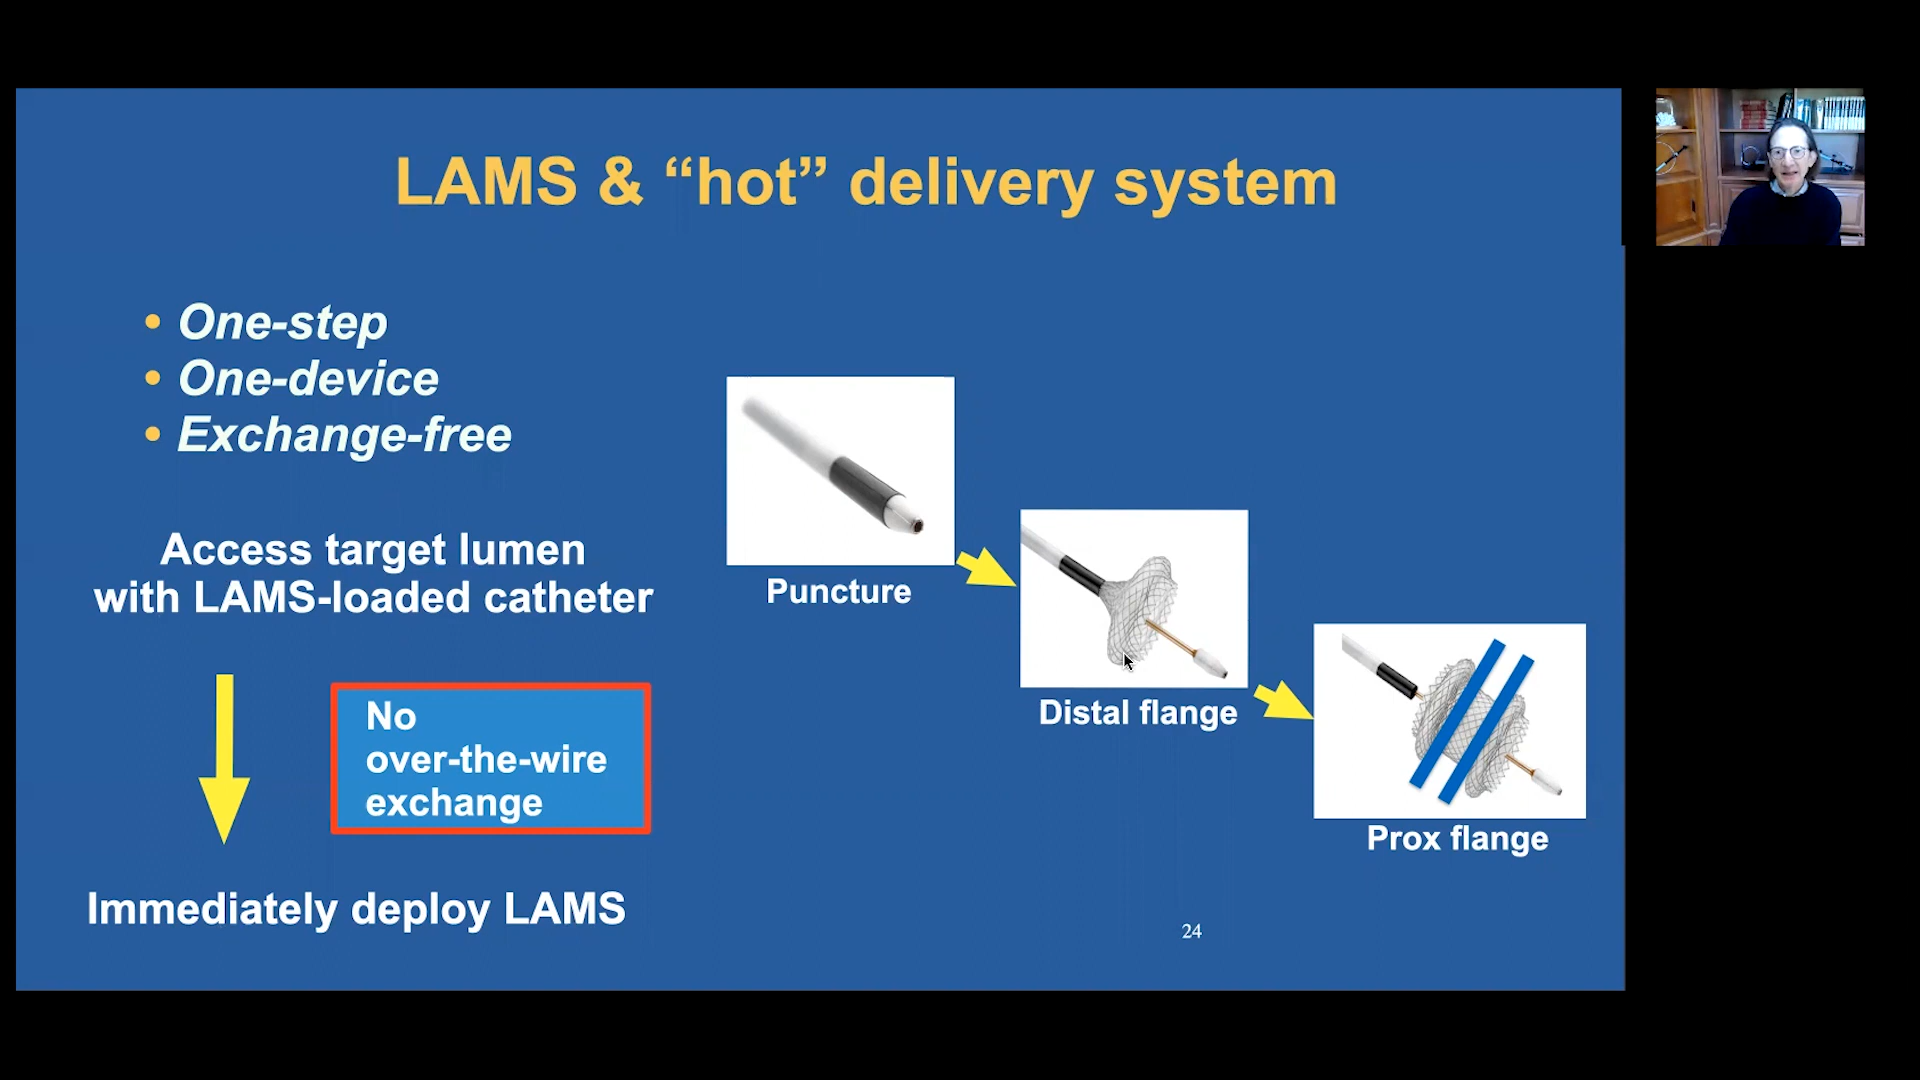 LAMS & “hot” delivery system
• One-step
• One-device
• Exchange-free
Access target lumen
with LAMS-loaded catheter
No
over-the-wire
exchange
Immediately deploy LAMS
Puncture
Distal flange
Prox flange
24